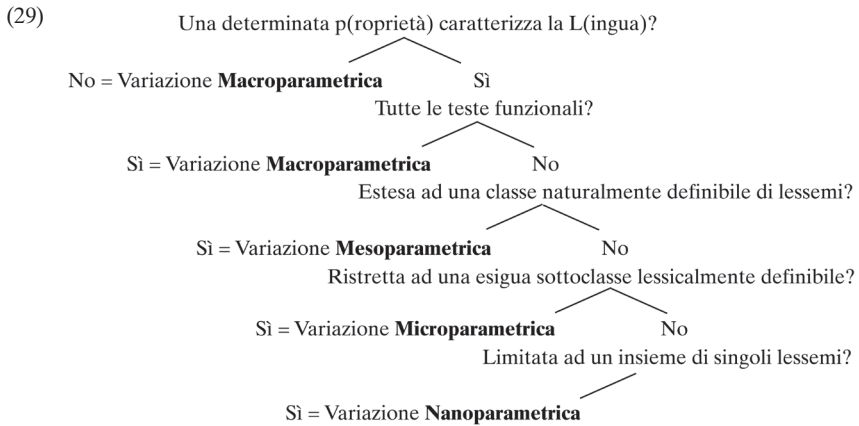 (29)
Una determinata p(roprietà) caratterizza la L(ingua)?
No = Variazione Macroparametrica Sì
Tutte le teste funzionali?
Sì = Variazione Macroparametrica No
Estesa ad una classe naturalmente definibile di lessemi?
Sì = Variazione Mesoparametrica No
Ristretta ad una esigua sottoclasse lessicalmente definibile?
Sì = Variazione Microparametrica No
Limitata ad un insieme di singoli lessemi?
Sì = Variazione Nanoparametrica